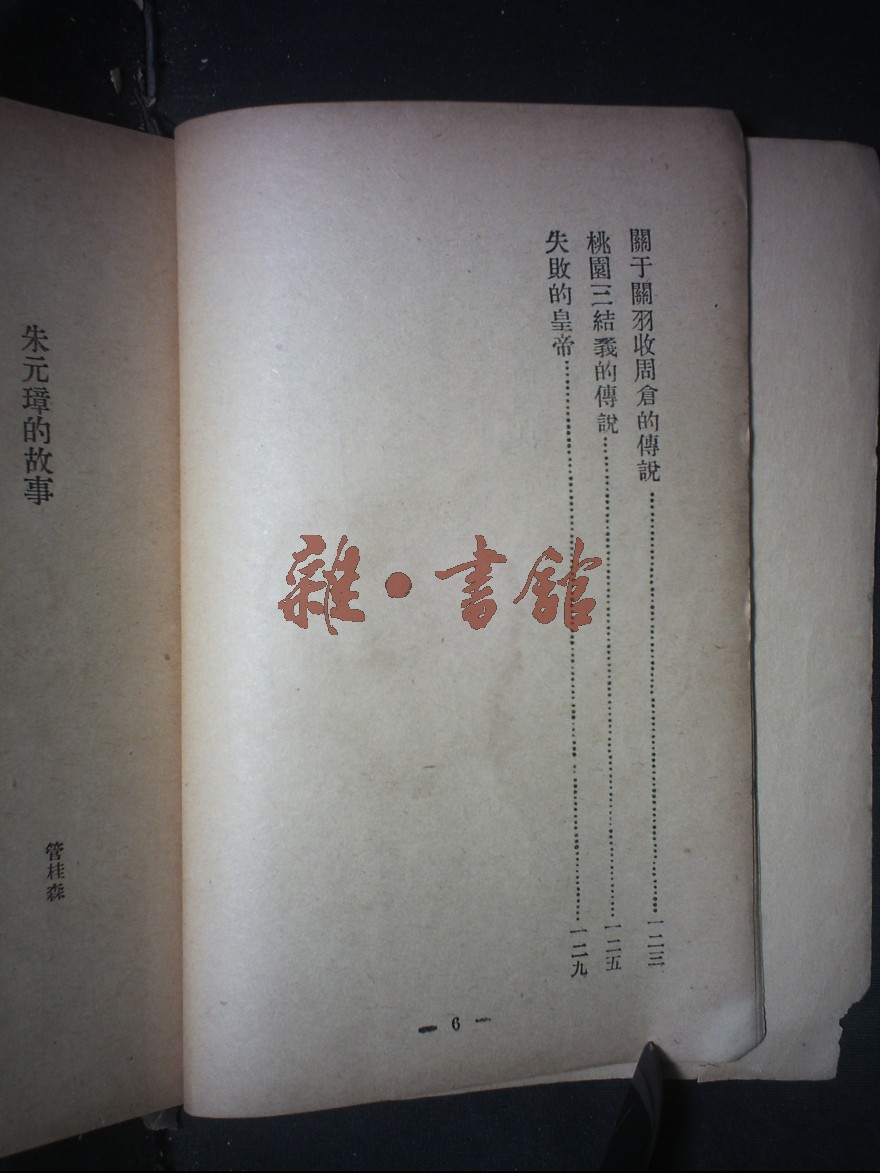 關于關羽收周倉的傳說……一二三
桃園三結義的傳說……一二五
失敗的皇帝……一二九
— 6 —
朱元璋的故事
管桂森
雜·書館